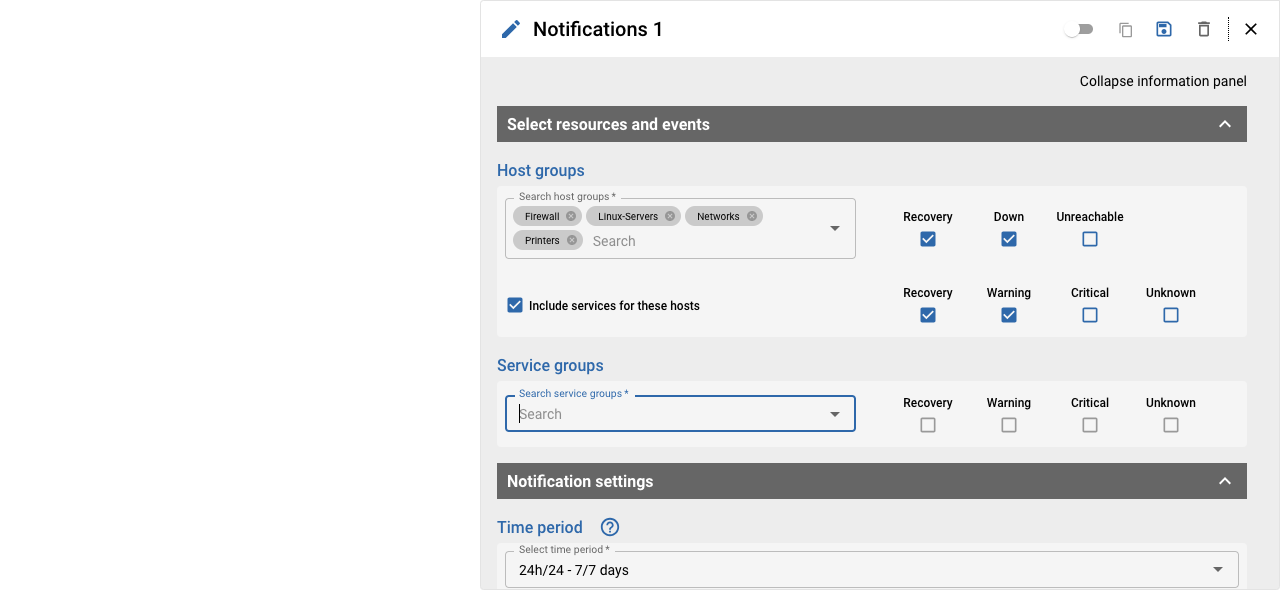 Notifications 1
Collapse information panel
Select resources and events
Host groups
Search host groups *
Firewall Linux-Servers Networks
Printers Search
Recovery Down Unreachable
Include services for these hosts
Recovery Warning Critical Unknown
Service groups
Search service groups *
Search
Recovery Warning Critical Unknown
Notification settings
Time period ?
Select time period *
24h/24 - 7/7 days